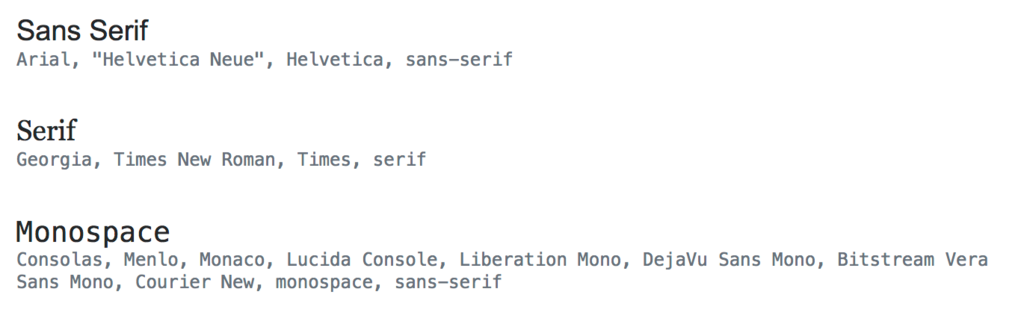 Sans Serif
Arial, "Helvetica Neue", Helvetica, sans-serif
Serif
Georgia, Times New Roman, Times, serif
Monospace
Consolas, Menlo, Monaco, Lucida Console, Liberation Mono, DejaVu Sans Mono, Bitstream Vera
Sans Mono, Courier New, monospace, sans-serif